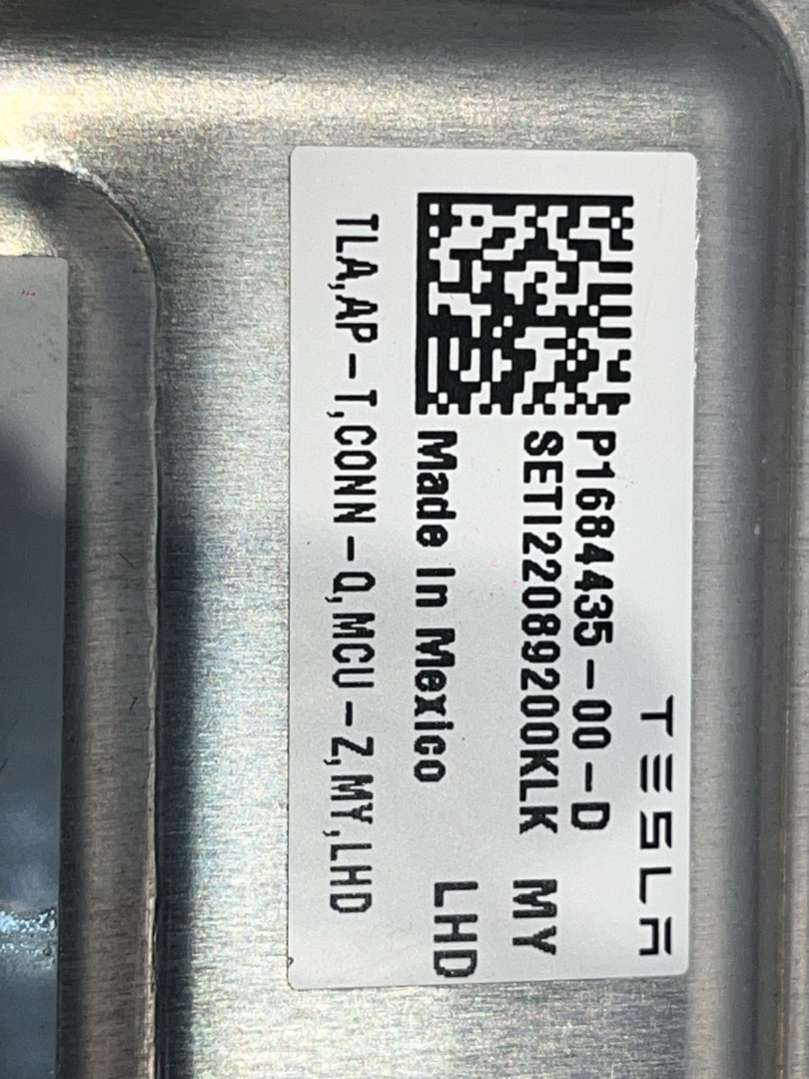 TESLA
P1684435-00-D
SETI22089200KLK MY
Made In Mexico LHD
TLA,AP-T,CONN-Q,MCU-Z,MY,LHD